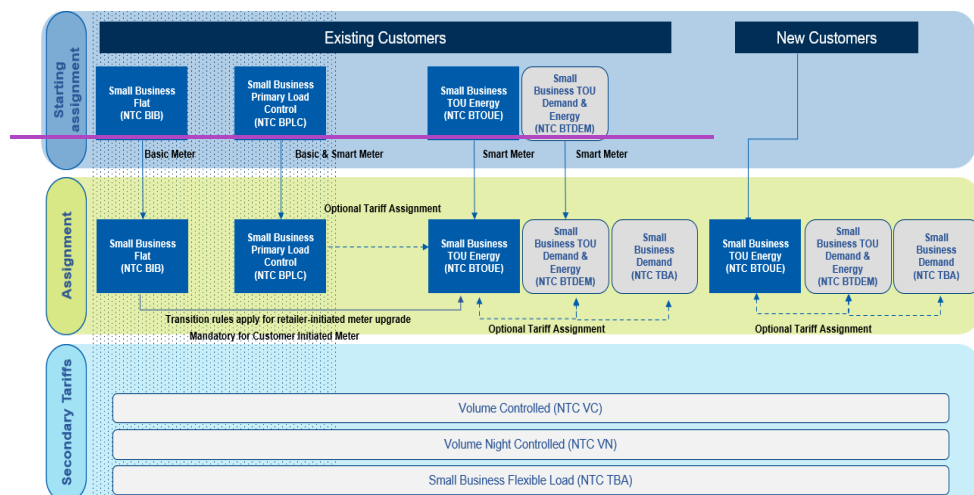 Existing Customers
New Customers
Starting
assignment
Small Business
Flat
(NTC BIB)
Small Business
Primary Load
Control
(NTC BPLC)
Small Business
TOU Energy
(NTC BTOUE)
Small
Business TOU
Demand &
Energy
(NTC BTDEM)
Basic Meter
Basic & Smart Meter
Smart Meter
Smart Meter
Assignment
Optional Tariff Assignment
Small Business
Flat
(NTC BIB)
Small Business
Primary Load
Control
(NTC BPLC)
Small Business
TOU Energy
(NTC BTOUE)
Small
Business TOU
Demand &
Energy
(NTC BTDEM)
Small
Business
Demand
(NTC TBA)
Small Business
TOU Energy
(NTC BTOUE)
Small
Business TOU
Demand &
Energy
(NTC BTDEM)
Small
Business
Demand
(NTC TBA)
Transition rules apply for retailer-initiated meter upgrade
Mandatory for Customer Initiated Meter
Optional Tariff Assignment
Optional Tariff Assignment
Secondary Tariffs
Volume Controlled (NTC VC)
Volume Night Controlled (NTC VN)
Small Business Flexible Load (NTC TBA)